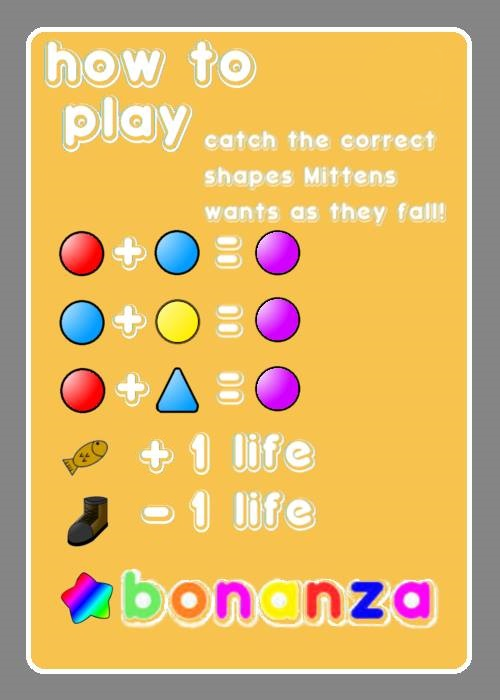 how to
play
catch the correct
shapes Mittens
wants as they fall!
+ =
+ =
+ =
+ 1 life
- 1 life
bonanza